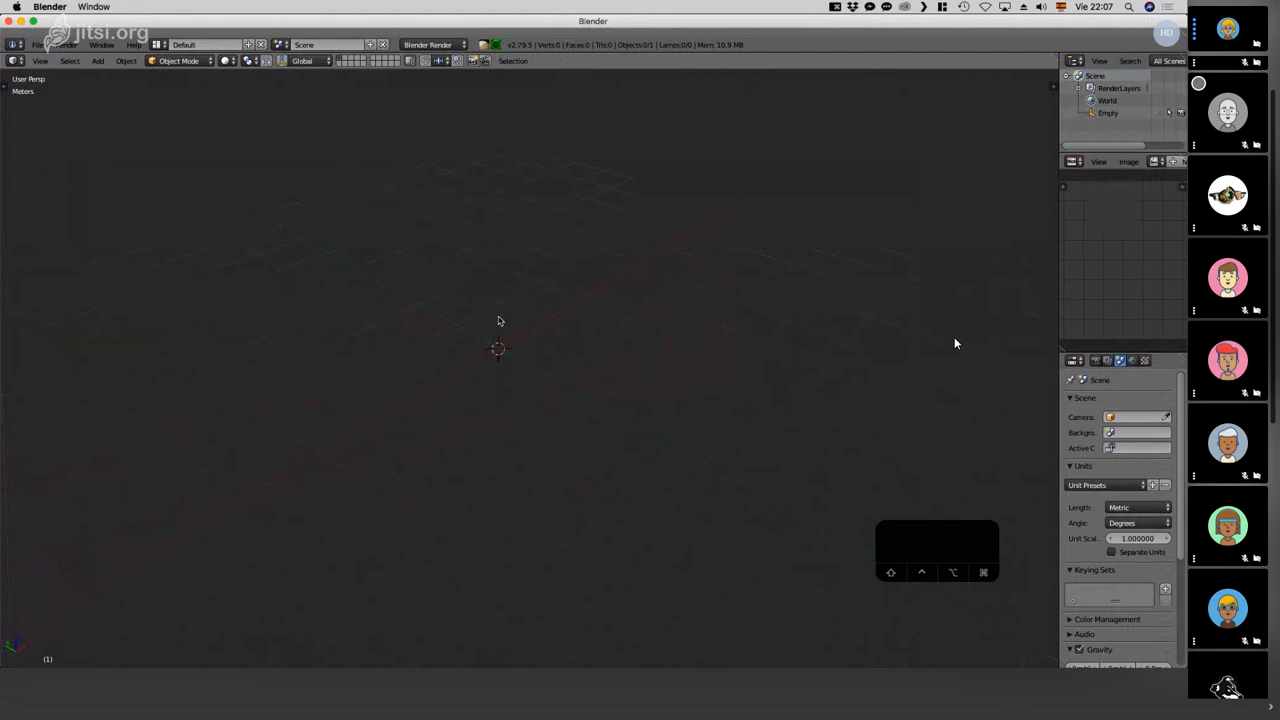 Blender Window
Vie 22:07
Blender
jitsi.org
HD
File Render Window Help
Default
Scene
Blender Render
v2.79.5 | Verts:0 | Faces:0 | Tris:0 | Objects:0/1 | Lamps:0/0 | Mem: 10.9 MB
View Select Add Object
Object Mode
Global
Selection
View Search All Scenes
User Persp
Meters
Scene
RenderLayers
World
Empty
View Image
Scene
Scene
Camera:
Backgro..
Active C
Units
Unit Presets
Length: Metric
Angle: Degrees
Unit Scal.. 1.000000
Separate Units
Keying Sets
Color Management
Audio
Gravity
(1)